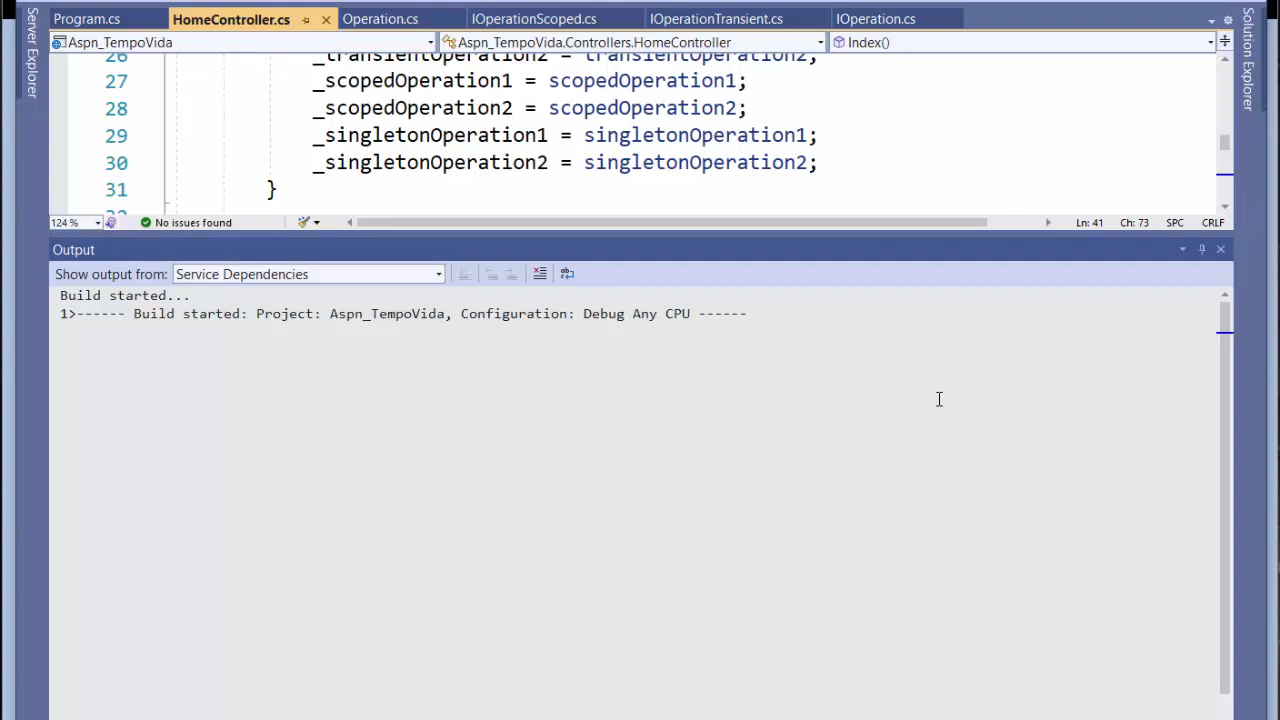 Program.cs HomeController.cs Operation.cs IOperationScoped.cs IOperationTransient.cs IOperation.cs
Server Explorer
Solution Explorer
Aspn_TempoVida Aspn_TempoVida.Controllers.HomeController Index()
26 _transientOperation2 = transientOperation2;
27 _scopedOperation1 = scopedOperation1;
28 _scopedOperation2 = scopedOperation2;
29 _singletonOperation1 = singletonOperation1;
30 _singletonOperation2 = singletonOperation2;
31 }
124 % No issues found Ln: 41 Ch: 73 SPC CRLF
Output
Show output from: Service Dependencies
Build started...
1>------ Build started: Project: Aspn_TempoVida, Configuration: Debug Any CPU ------